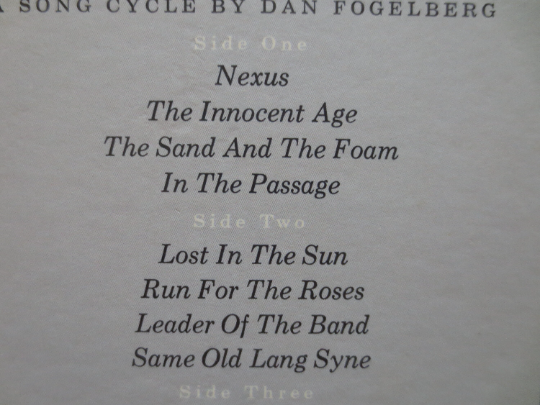 A SONG CYCLE BY DAN FOGELBERG
Side One
Nexus
The Innocent Age
The Sand And The Foam
In The Passage
Side Two
Lost In The Sun
Run For The Roses
Leader Of The Band
Same Old Lang Syne
Side Three